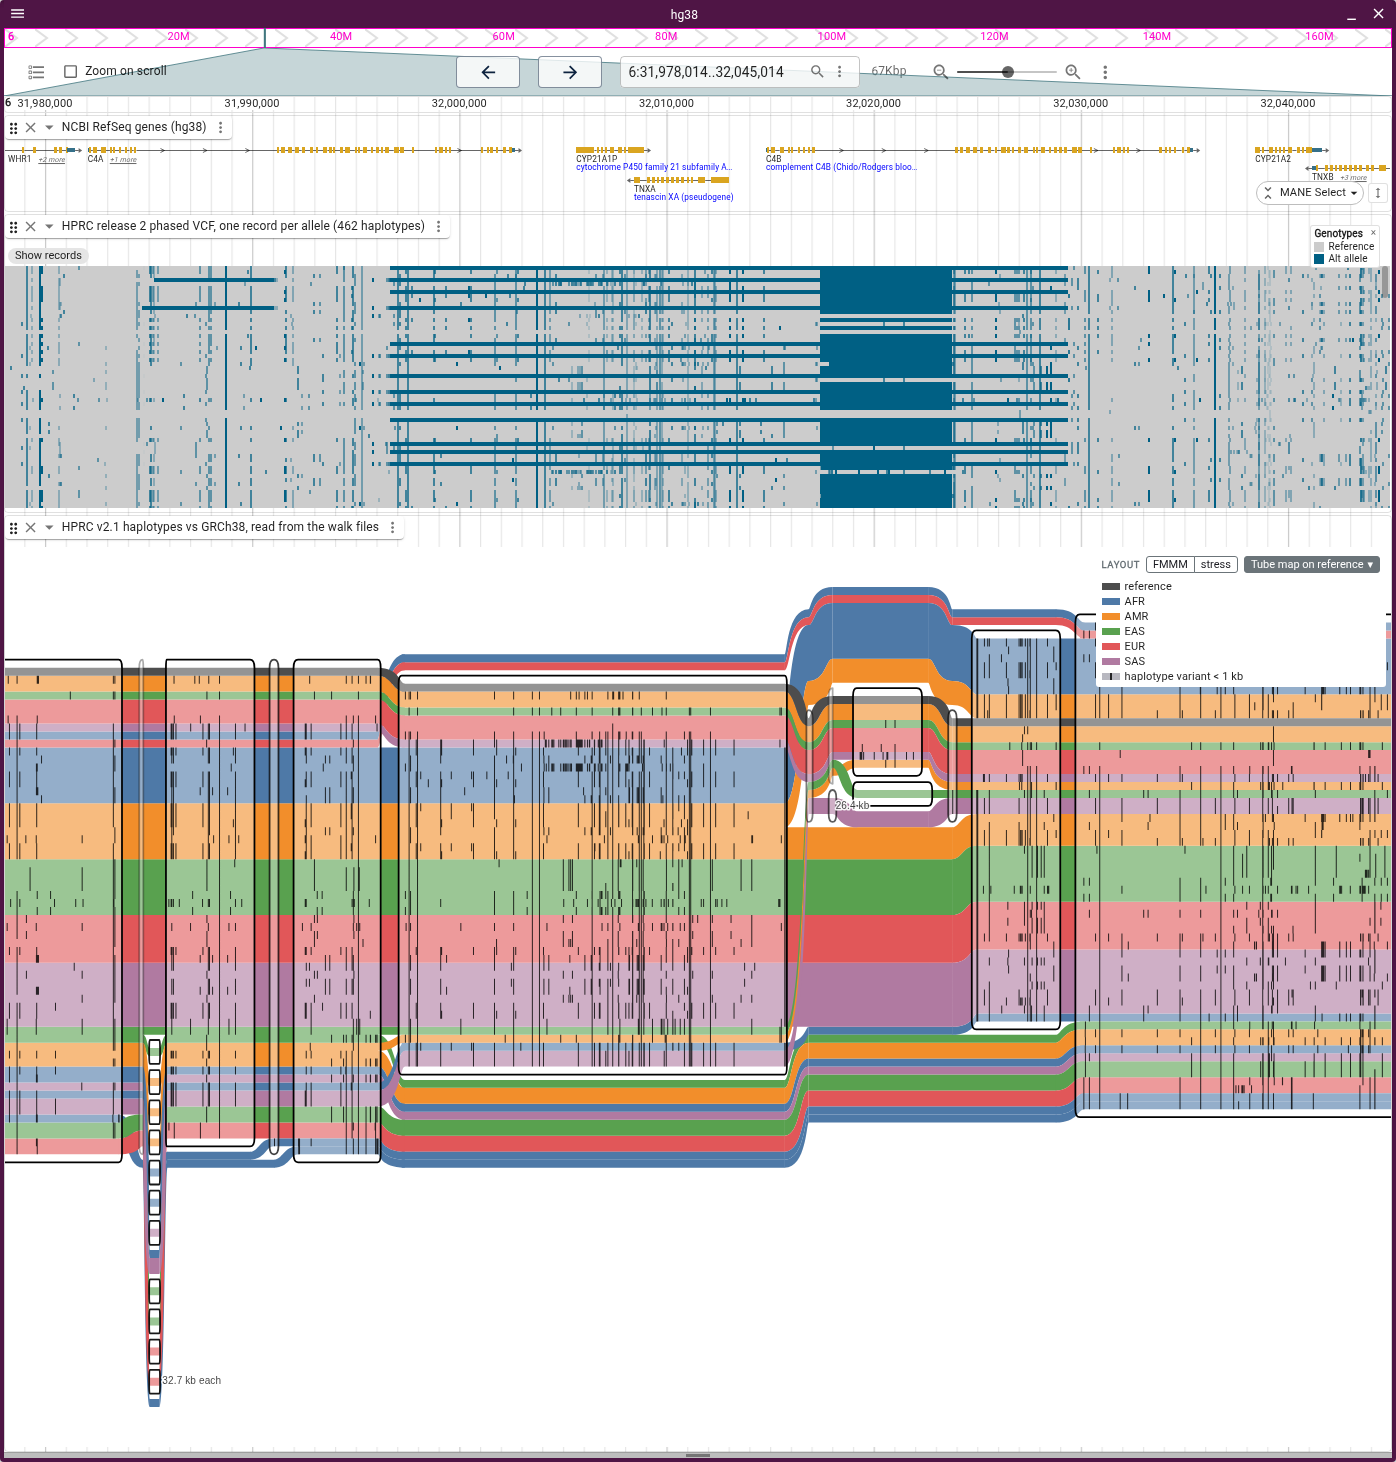 hg38
6 20M 40M 60M 80M 100M 120M 140M 160M
Zoom on scroll 6:31,978,014..32,045,014 67Kbp
6 31,980,000 31,990,000 32,000,000 32,010,000 32,020,000 32,030,000 32,040,000
NCBI RefSeq genes (hg38)
WHR1 +2 more C4A +1 more CYP21A1P C4B CYP21A2
cytochrome P450 family 21 subfamily A... complement C4B (Chido/Rodgers bloo...
TNXB +3 more
TNXA
MANE Select
tenascin XA (pseudogene)
HPRC release 2 phased VCF, one record per allele (462 haplotypes)
Genotypes ×
Reference
Show records
Alt allele
HPRC v2.1 haplotypes vs GRCh38, read from the walk files
LAYOUT FMMM stress Tube map on reference ▾
reference
AFR
AMR
EAS
EUR
SAS
haplotype variant < 1 kb
26.4 kb
32.7 kb each